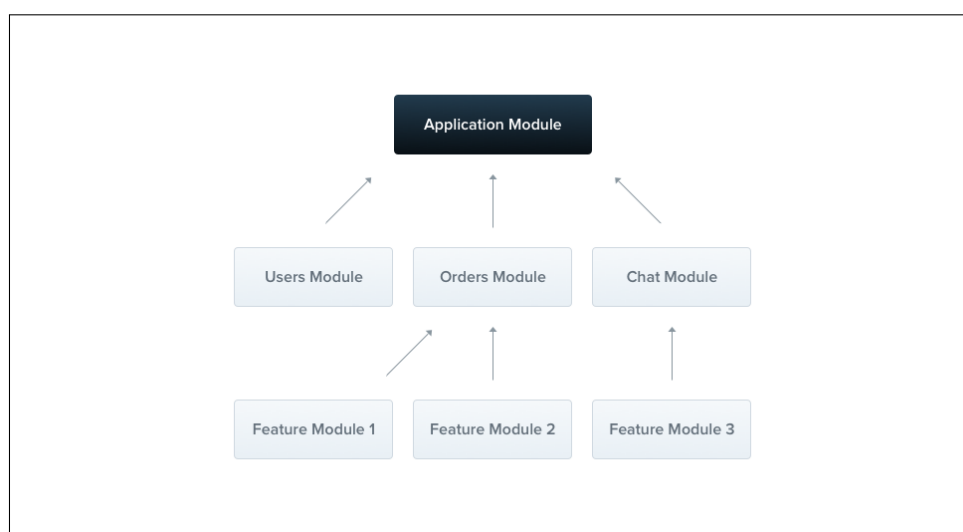 Application Module
Users Module
Orders Module
Chat Module
Feature Module 1
Feature Module 2
Feature Module 3